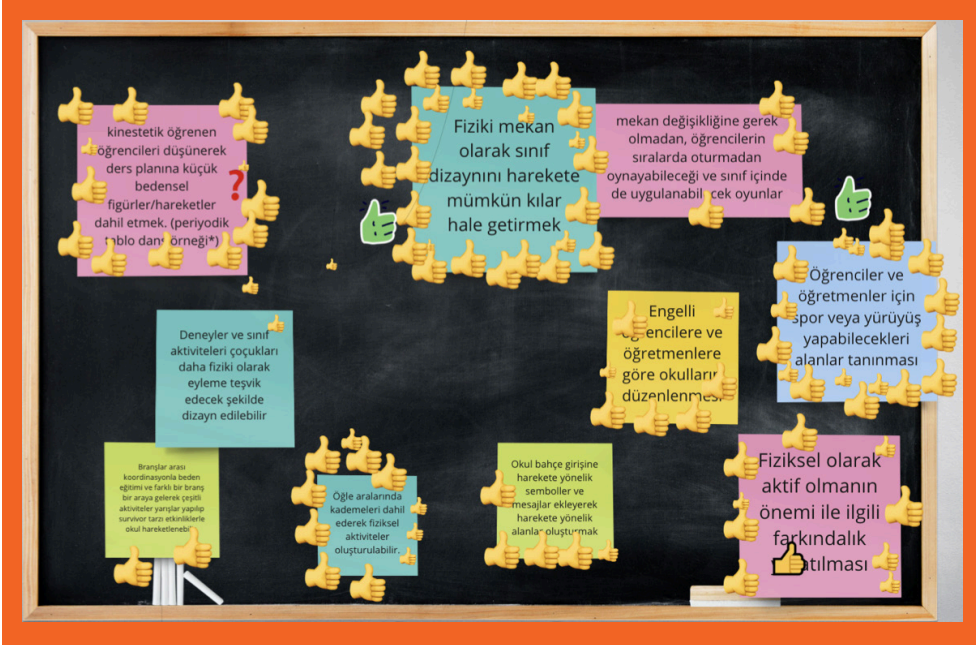 kinestetik öğrenen
öğrencileri düşünerek
ders planına küçük
bedensel
figürler/hareketler
dahil etmek. (periyodik
tablo dansı örneği*)
?
Fiziki mekan
olarak sınıf
dizaynını harekete
mümkün kılar
hale getirmek
mekan değişikliğine gerek
olmadan, öğrencilerin
sıralarda oturmadan
oynayabileceği ve sınıf içinde
de uygulanabilecek oyunlar
Öğrenciler ve
öğretmenler için
spor veya yürüyüş
yapabilecekleri
alanlar tanınması
Deneyler ve sınıf
aktiviteleri çoçukları
daha fiziki olarak
eyleme teşvik
edecek şekilde
dizayn edilebilir
Engelli
öğrencilere ve
öğretmenlere
göre okulların
düzenlenmesi
Branşlar arası
koordinasyonla beden
eğitimi ve farklı bir branş
bir araya gelerek çeşitli
aktiviteler yarışlar yapılıp
survivor tarzı etkinliklerle
okul hareketlenebilir
Öğle aralarında
kademeleri dahil
ederek fiziksel
aktiviteler
oluşturulabilir.
Okul bahçe girişine
harekete yönelik
semboller ve
mesajlar ekleyerek
harekete yönelik
alanlar oluşturmak
Fiziksel olarak
aktif olmanın
önemi ile ilgili
farkındalık